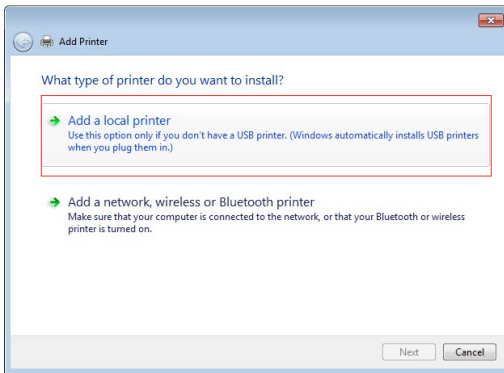 Add Printer
What type of printer do you want to install?
Add a local printer
Use this option only if you don't have a USB printer. (Windows automatically installs USB printers
when you plug them in.)
Add a network, wireless or Bluetooth printer
Make sure that your computer is connected to the network, or that your Bluetooth or wireless
printer is turned on.
Next
Cancel